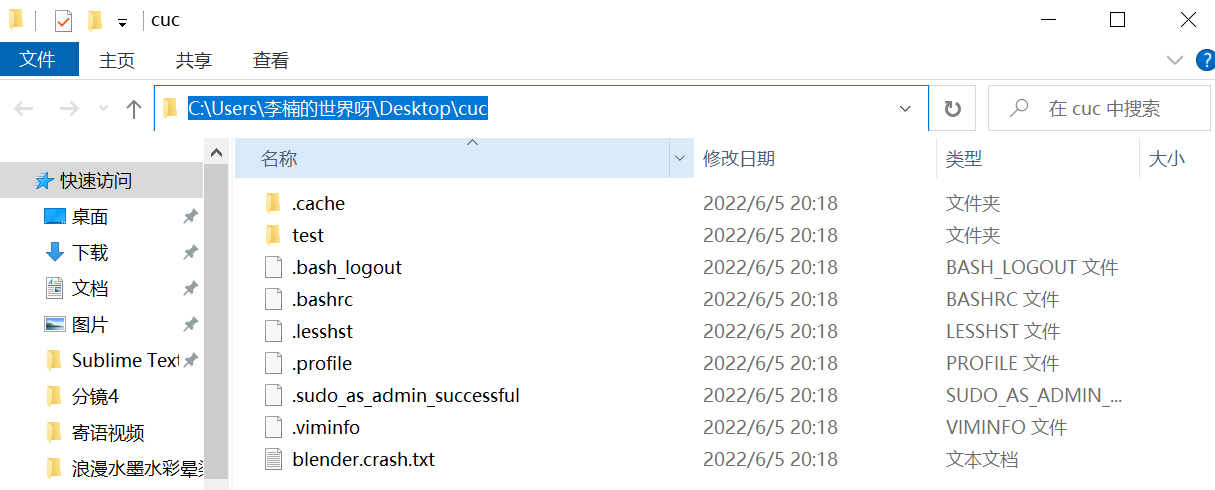 cuc
文件 主页 共享 查看
C:\Users\李楠的世界呀\Desktop\cuc 在 cuc 中搜索
名称 修改日期 类型 大小
快速访问
桌面
下载
文档
图片
Sublime Text
分镜4
寄语视频
浪漫水墨水彩晕染
.cache 2022/6/5 20:18 文件夹
test 2022/6/5 20:18 文件夹
.bash_logout 2022/6/5 20:18 BASH_LOGOUT 文件
.bashrc 2022/6/5 20:18 BASHRC 文件
.lesshst 2022/6/5 20:18 LESSHST 文件
.profile 2022/6/5 20:18 PROFILE 文件
.sudo_as_admin_successful 2022/6/5 20:18 SUDO_AS_ADMIN_...
.viminfo 2022/6/5 20:18 VIMINFO 文件
blender.crash.txt 2022/6/5 20:18 文本文档